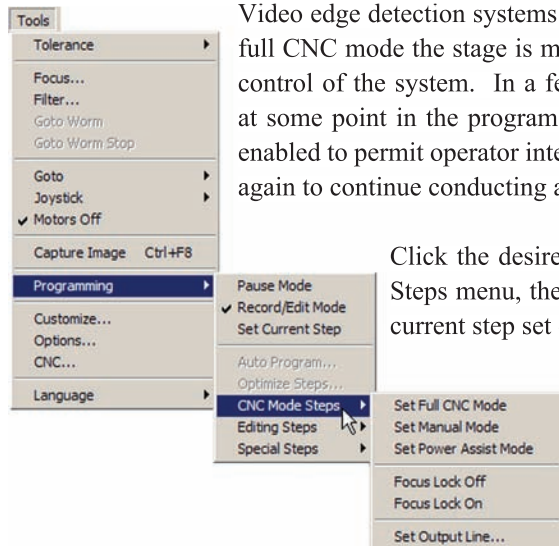 Tools
Tolerance
Focus...
Filter...
Goto Worm
Goto Worm Stop
Goto
Joystick
Motors Off
Capture Image Ctrl+F8
Programming
Customize...
Options...
CNC...
Language
Pause Mode
Record/Edit Mode
Set Current Step
Auto Program...
Optimize Steps...
CNC Mode Steps
Editing Steps
Special Steps
Set Full CNC Mode
Set Manual Mode
Set Power Assist Mode
Focus Lock Off
Focus Lock On
Set Output Line...
Video edge detection systems
full CNC mode the stage is
control of the system. In a
at some point in the program
enabled to permit operator
again to continue conducting
Click the
Steps menu, the
current step set